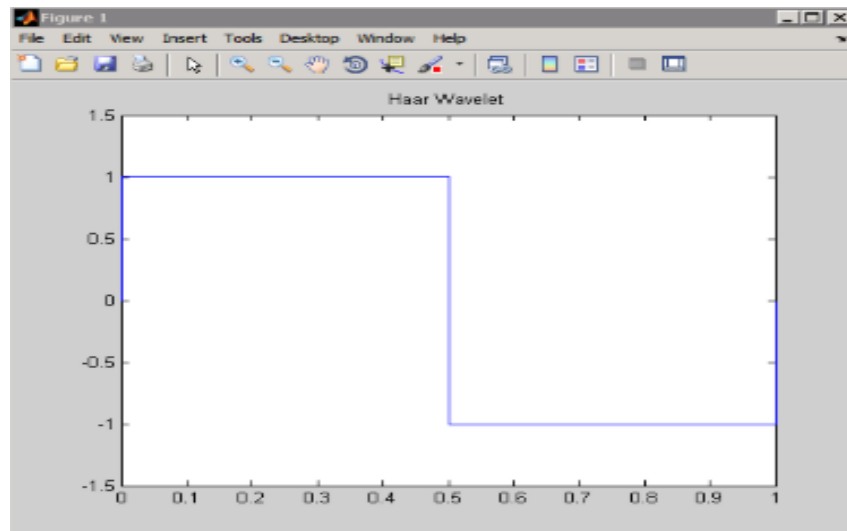 Figure 1
File Edit View Insert Tools Desktop Window Help
Haar Wavelet
1.5
1
0.5
0
-0.5
-1
-1.5
0 0.1 0.2 0.3 0.4 0.5 0.6 0.7 0.8 0.9 1